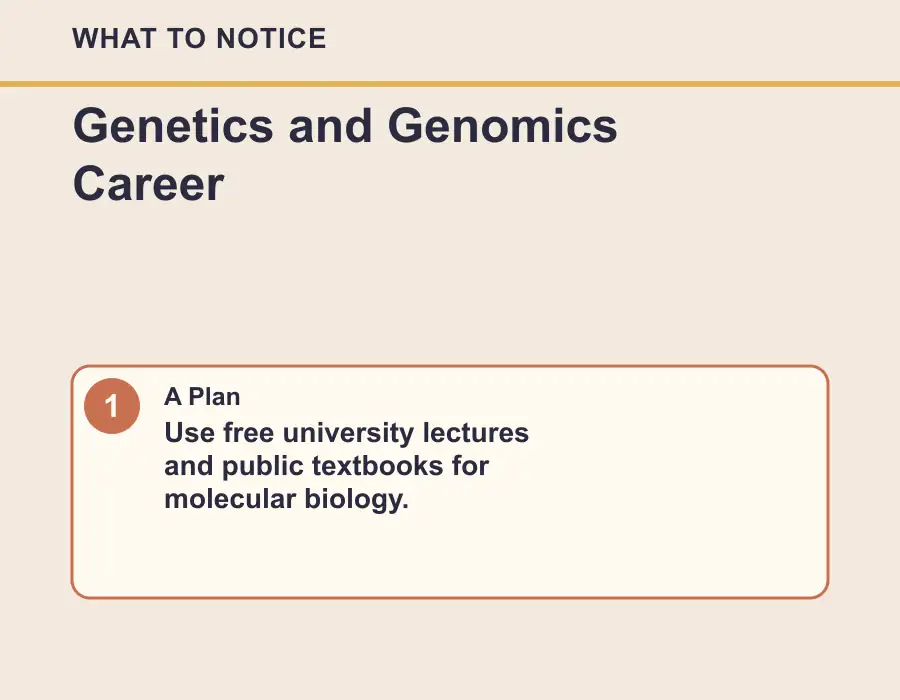 WHAT TO NOTICE
Genetics and Genomics
Career
1
A Plan
Use free university lectures
and public textbooks for
molecular biology.